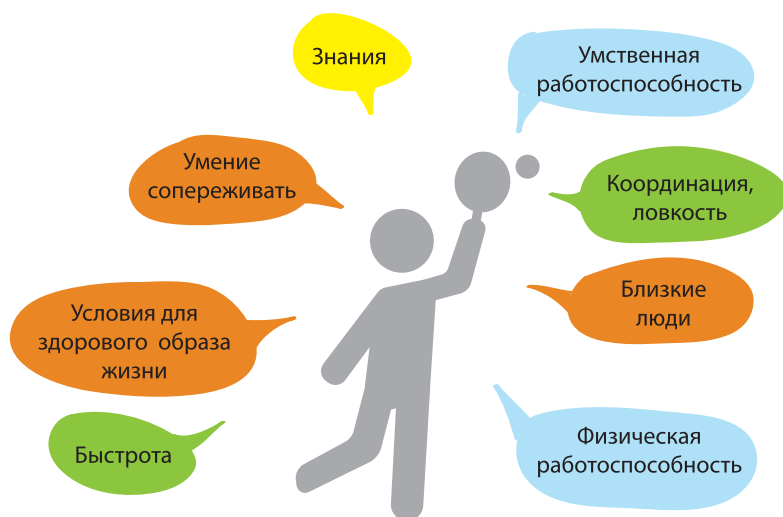 Знания
Умственная
работоспособность
Умение
сопереживать
Координация,
ловкость
Близкие
люди
Условия для
здорового образа
жизни
Быстрота
Физическая
работоспособность